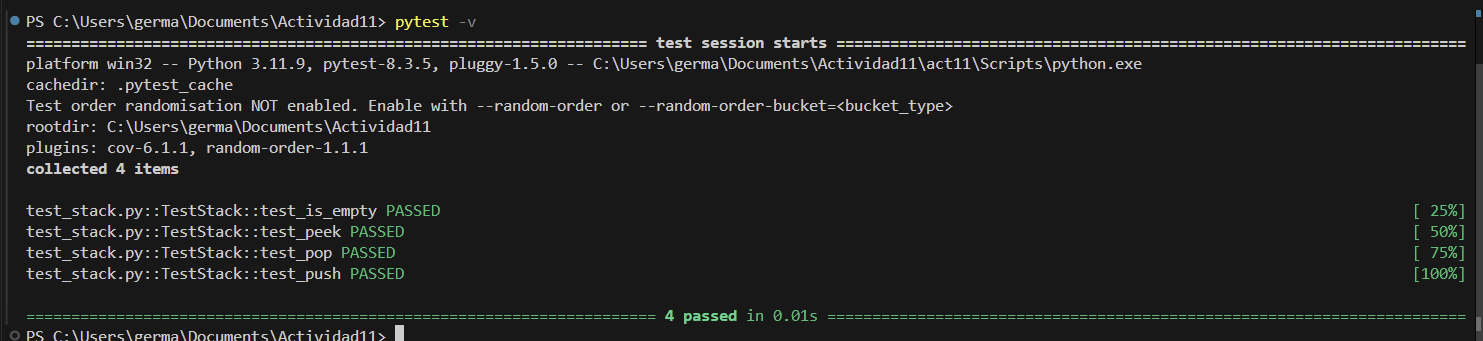 PS C:\Users\germa\Documents\Actividad11> pytest -v
===================================================================== test session starts ======================================================================
platform win32 -- Python 3.11.9, pytest-8.3.5, pluggy-1.5.0 -- C:\Users\germa\Documents\Actividad11\act11\Scripts\python.exe
cachedir: .pytest_cache
Test order randomisation NOT enabled. Enable with --random-order or --random-order-bucket=<bucket_type>
rootdir: C:\Users\germa\Documents\Actividad11
plugins: cov-6.1.1, random-order-1.1.1
collected 4 items
test_stack.py::TestStack::test_is_empty PASSED [ 25%]
test_stack.py::TestStack::test_peek PASSED [ 50%]
test_stack.py::TestStack::test_pop PASSED [ 75%]
test_stack.py::TestStack::test_push PASSED [100%]
====================================================================== 4 passed in 0.01s =======================================================================
PS C:\Users\germa\Documents\Actividad11>